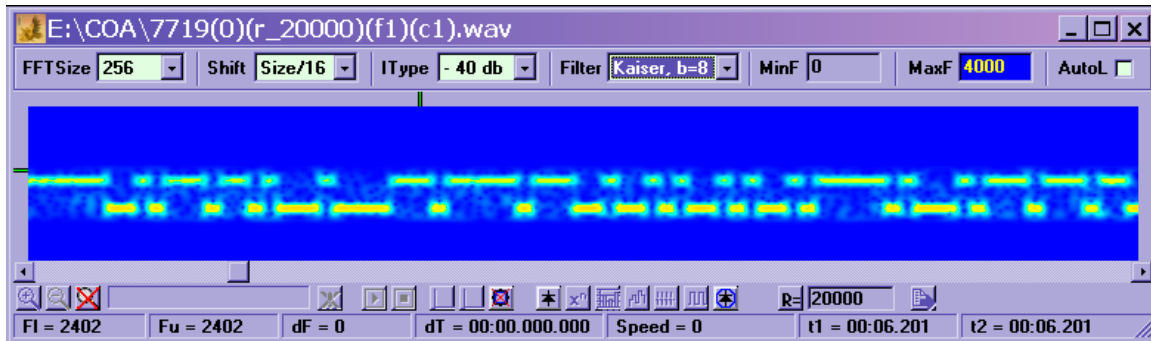 E:\COA\7719(0)(r_20000)(f1)(c1).wav
FFTSize 256 Shift Size/16 IType - 40 db Filter Kaiser, b=8 MinF 0 MaxF 4000 AutoL
R= 20000
Fl = 2402 Fu = 2402 dF = 0 dT = 00:00.000.000 Speed = 0 t1 = 00:06.201 t2 = 00:06.201